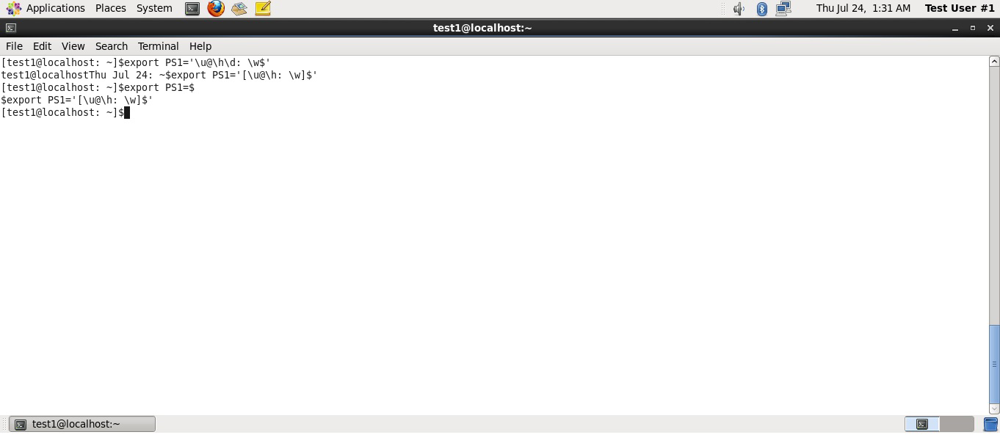 Applications Places System Thu Jul 24, 1:31 AM Test User #1
test1@localhost:~
File Edit View Search Terminal Help
[test1@localhost: ~]$export PS1='\u@\h\d: \w$'
test1@localhostThu Jul 24: ~$export PS1='[\u@\h: \w]$'
[test1@localhost: ~]$export PS1=$
$export PS1='[\u@\h: \w]$'
[test1@localhost: ~]$
test1@localhost:~